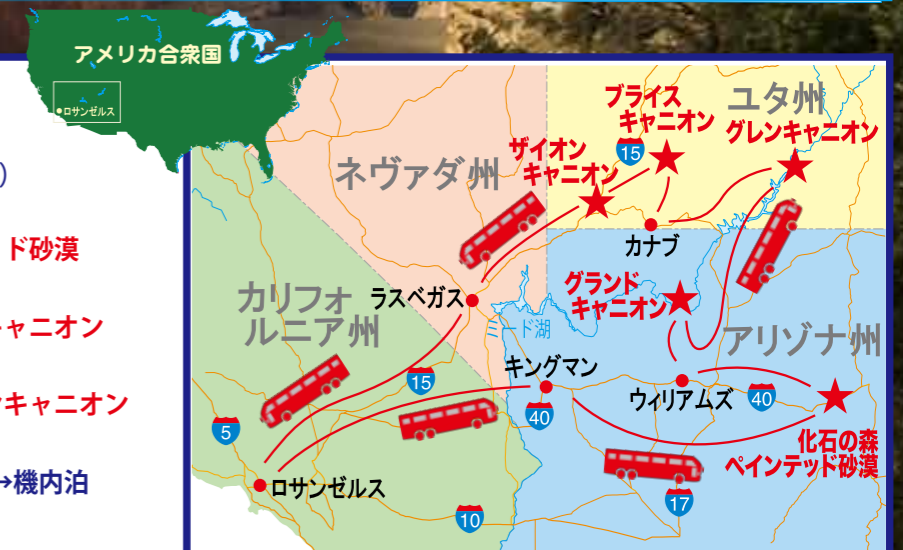 アメリカ合衆国
ロサンゼルス
）
ド砂漠
キャニオン
ンキャニオン
→機内泊
ネヴァダ州
ユタ州
カリフォ
ルニア州
アリゾナ州
ブライス
キャニオン
グレンキャニオン
ザイオン
キャニオン
15
カナブ
グランド
キャニオン
ラスベガス
ミード湖
キングマン
ウィリアムズ
15
40
40
5
化石の森
ペインテッド砂漠
ロサンゼルス
10
17